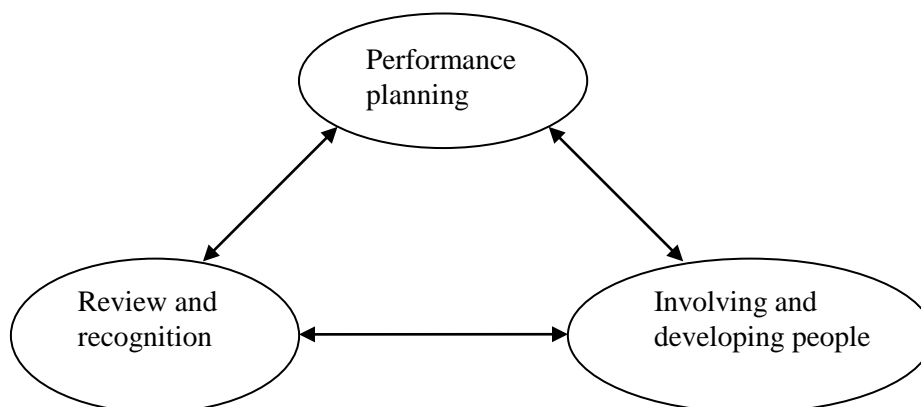 Performance
planning
Review and
recognition
Involving and
developing people